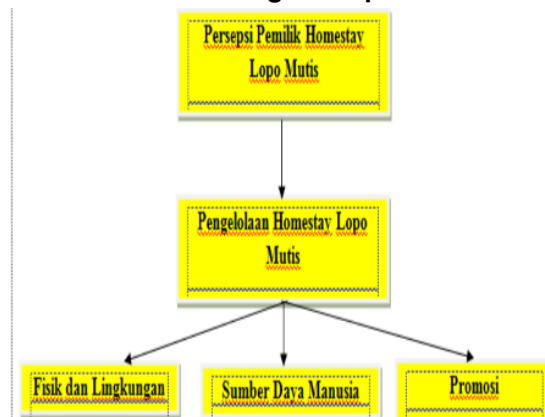 Persepsi Pemilik Homestay
Lopo Mutis
Pengelolaan Homestay Lopo
Mutis
Fisik dan Lingkungan
Sumber Daya Manusia
Promosi